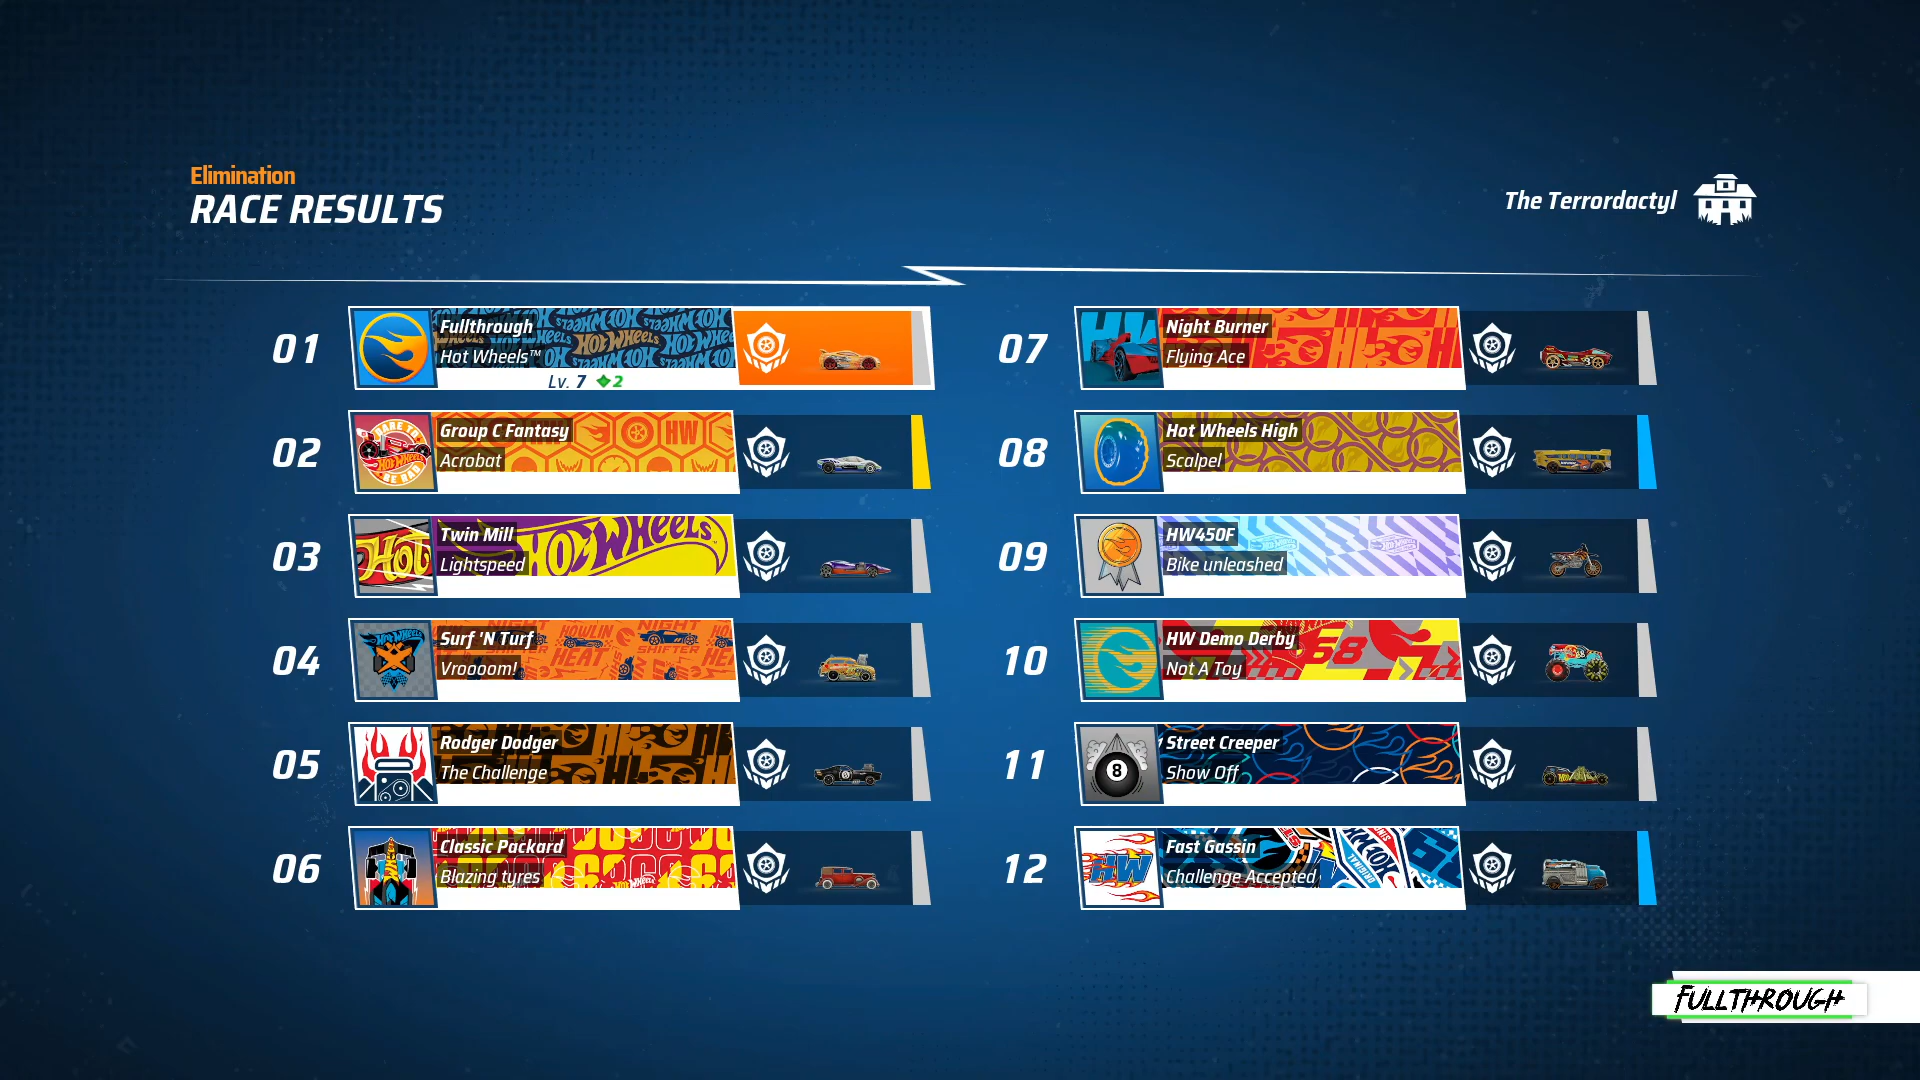 Elimination
RACE RESULTS
The Terrordactyl
01
Fullthrough
Hot Wheels™
Lv. 7 2
02
Group C Fantasy
Acrobat
03
Twin Mill
Lightspeed
04
Surf 'N Turf
Vrooom!
05
Rodger Dodger
The Challenge
06
Classic Packard
Blazing tyres
07
Night Burner
Flying Ace
08
Hot Wheels High
Scalpel
09
HW450F
Bike unleashed
10
HW Demo Derby
Not A Toy
11
Street Creeper
Show Off
12
Fast Gassin
Challenge Accepted
FULLTHROUGH